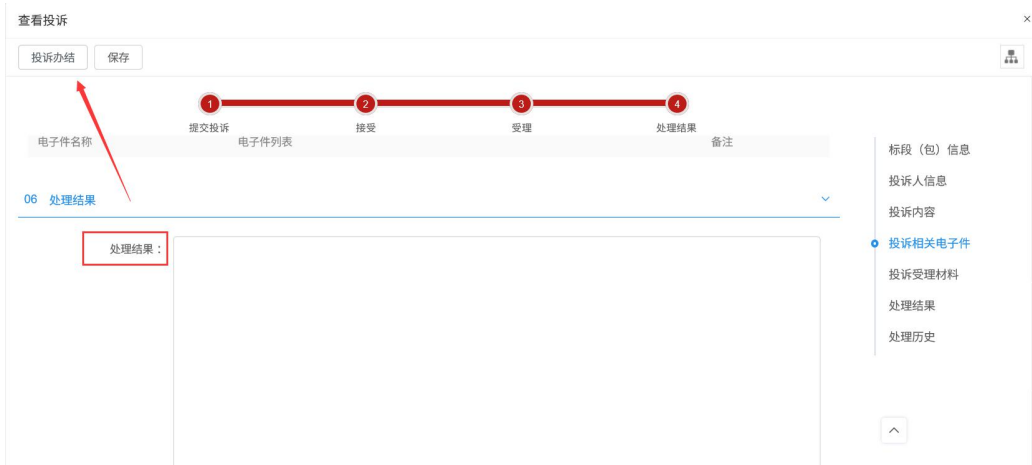 查看投诉
×
投诉办结 保存
1 2 3 4
提交投诉 接受 受理 处理结果
电子件名称 电子件列表 备注
06 处理结果
处理结果：
标段（包）信息
投诉人信息
投诉内容
投诉相关电子件
投诉受理材料
处理结果
处理历史